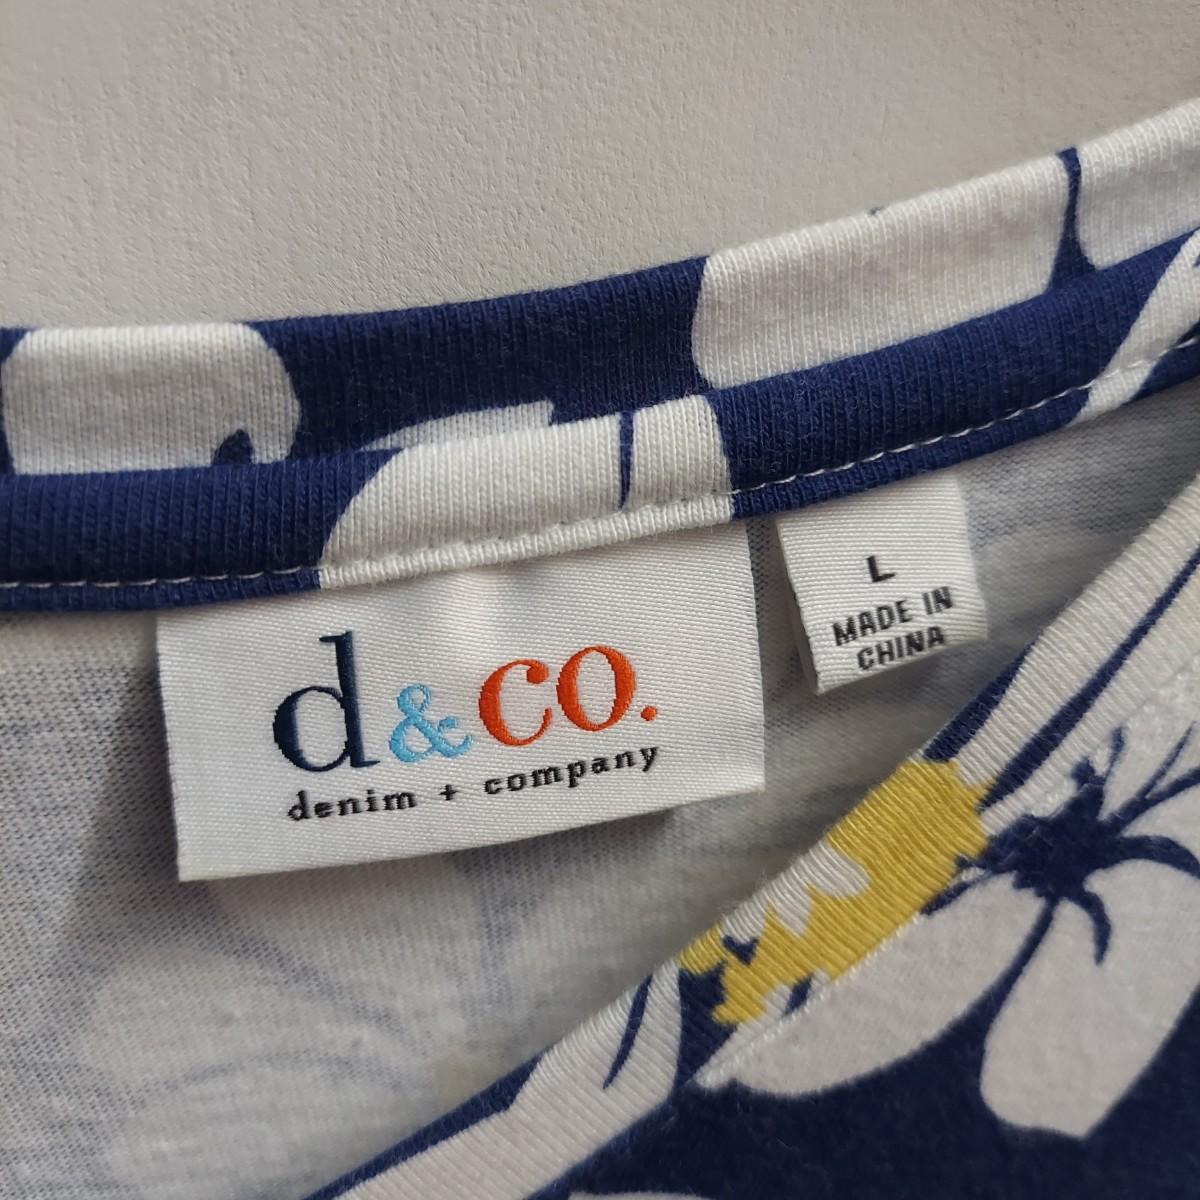 d&co.
denim + company
L
MADE IN
CHINA